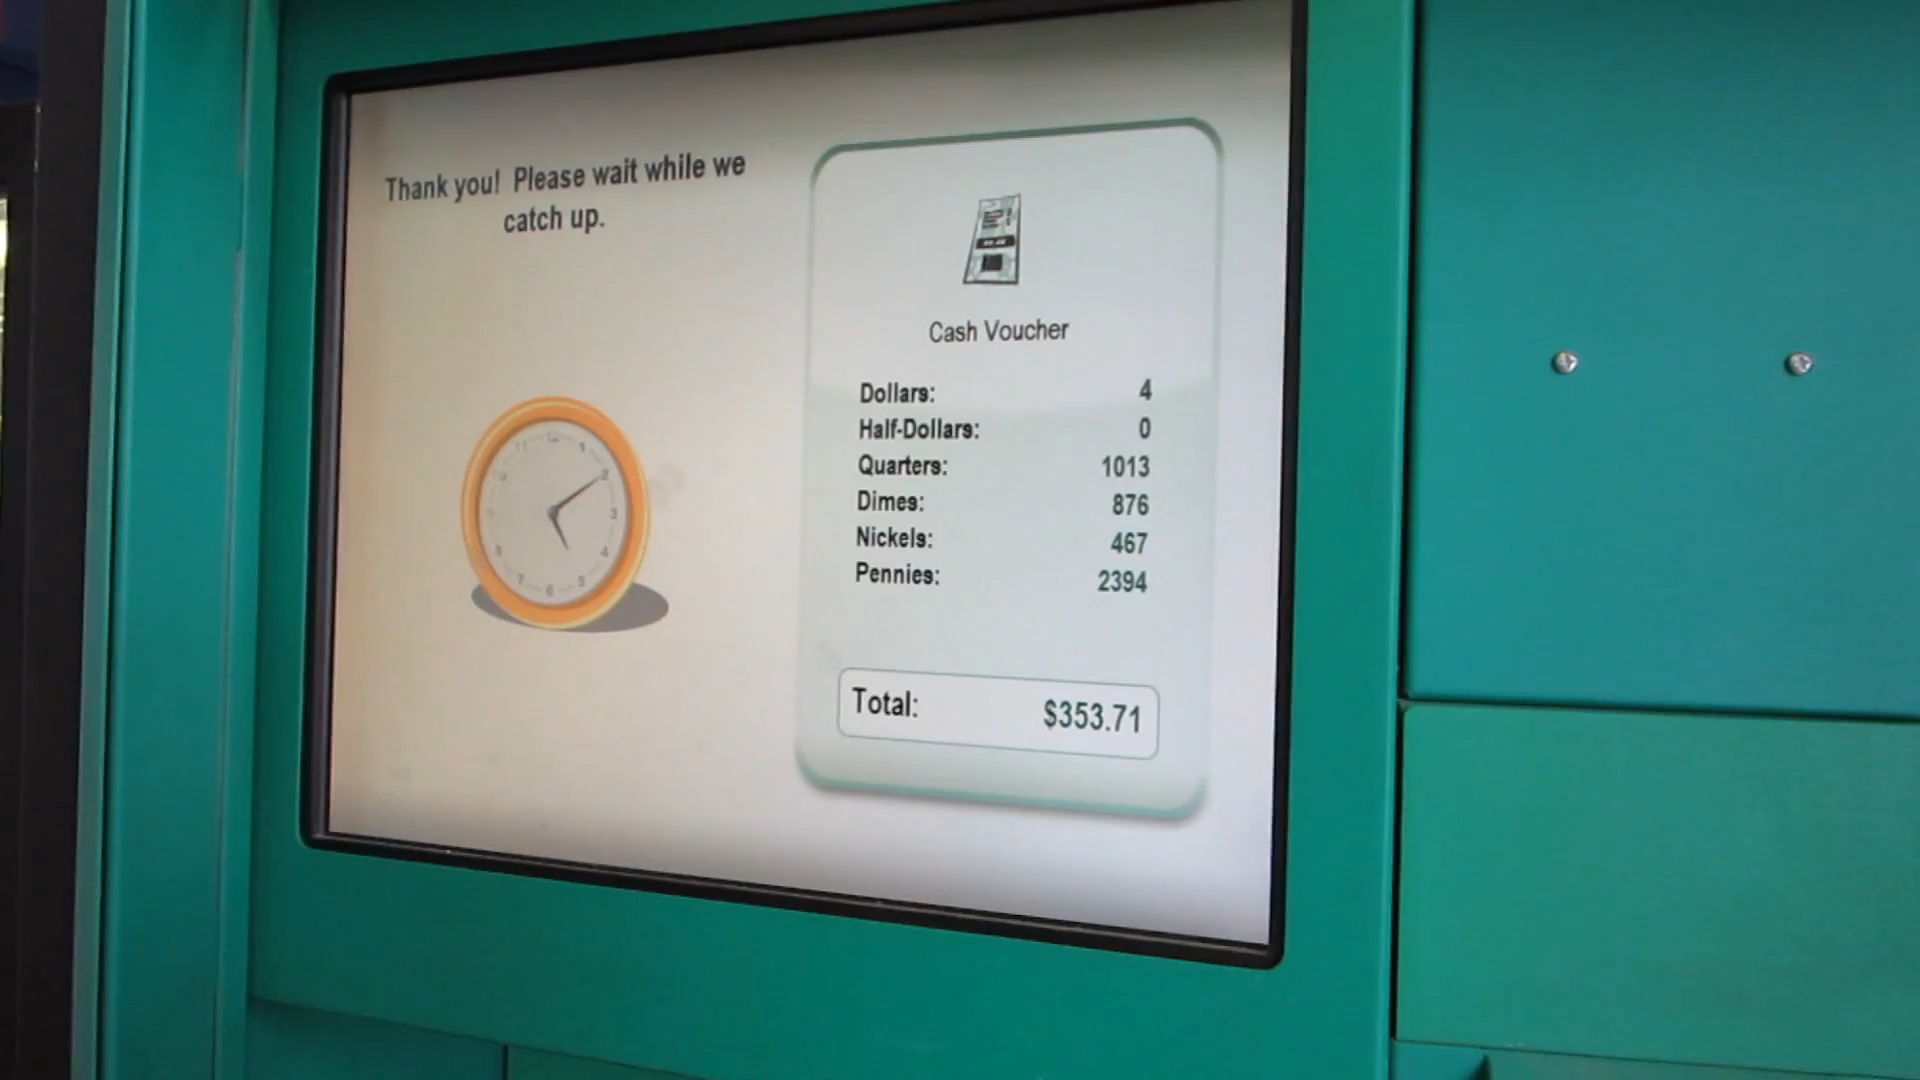 Thank you! Please wait while we
catch up.
Cash Voucher
Dollars: 4
Half-Dollars: 0
Quarters: 1013
Dimes: 876
Nickels: 467
Pennies: 2394
Total: $353.71